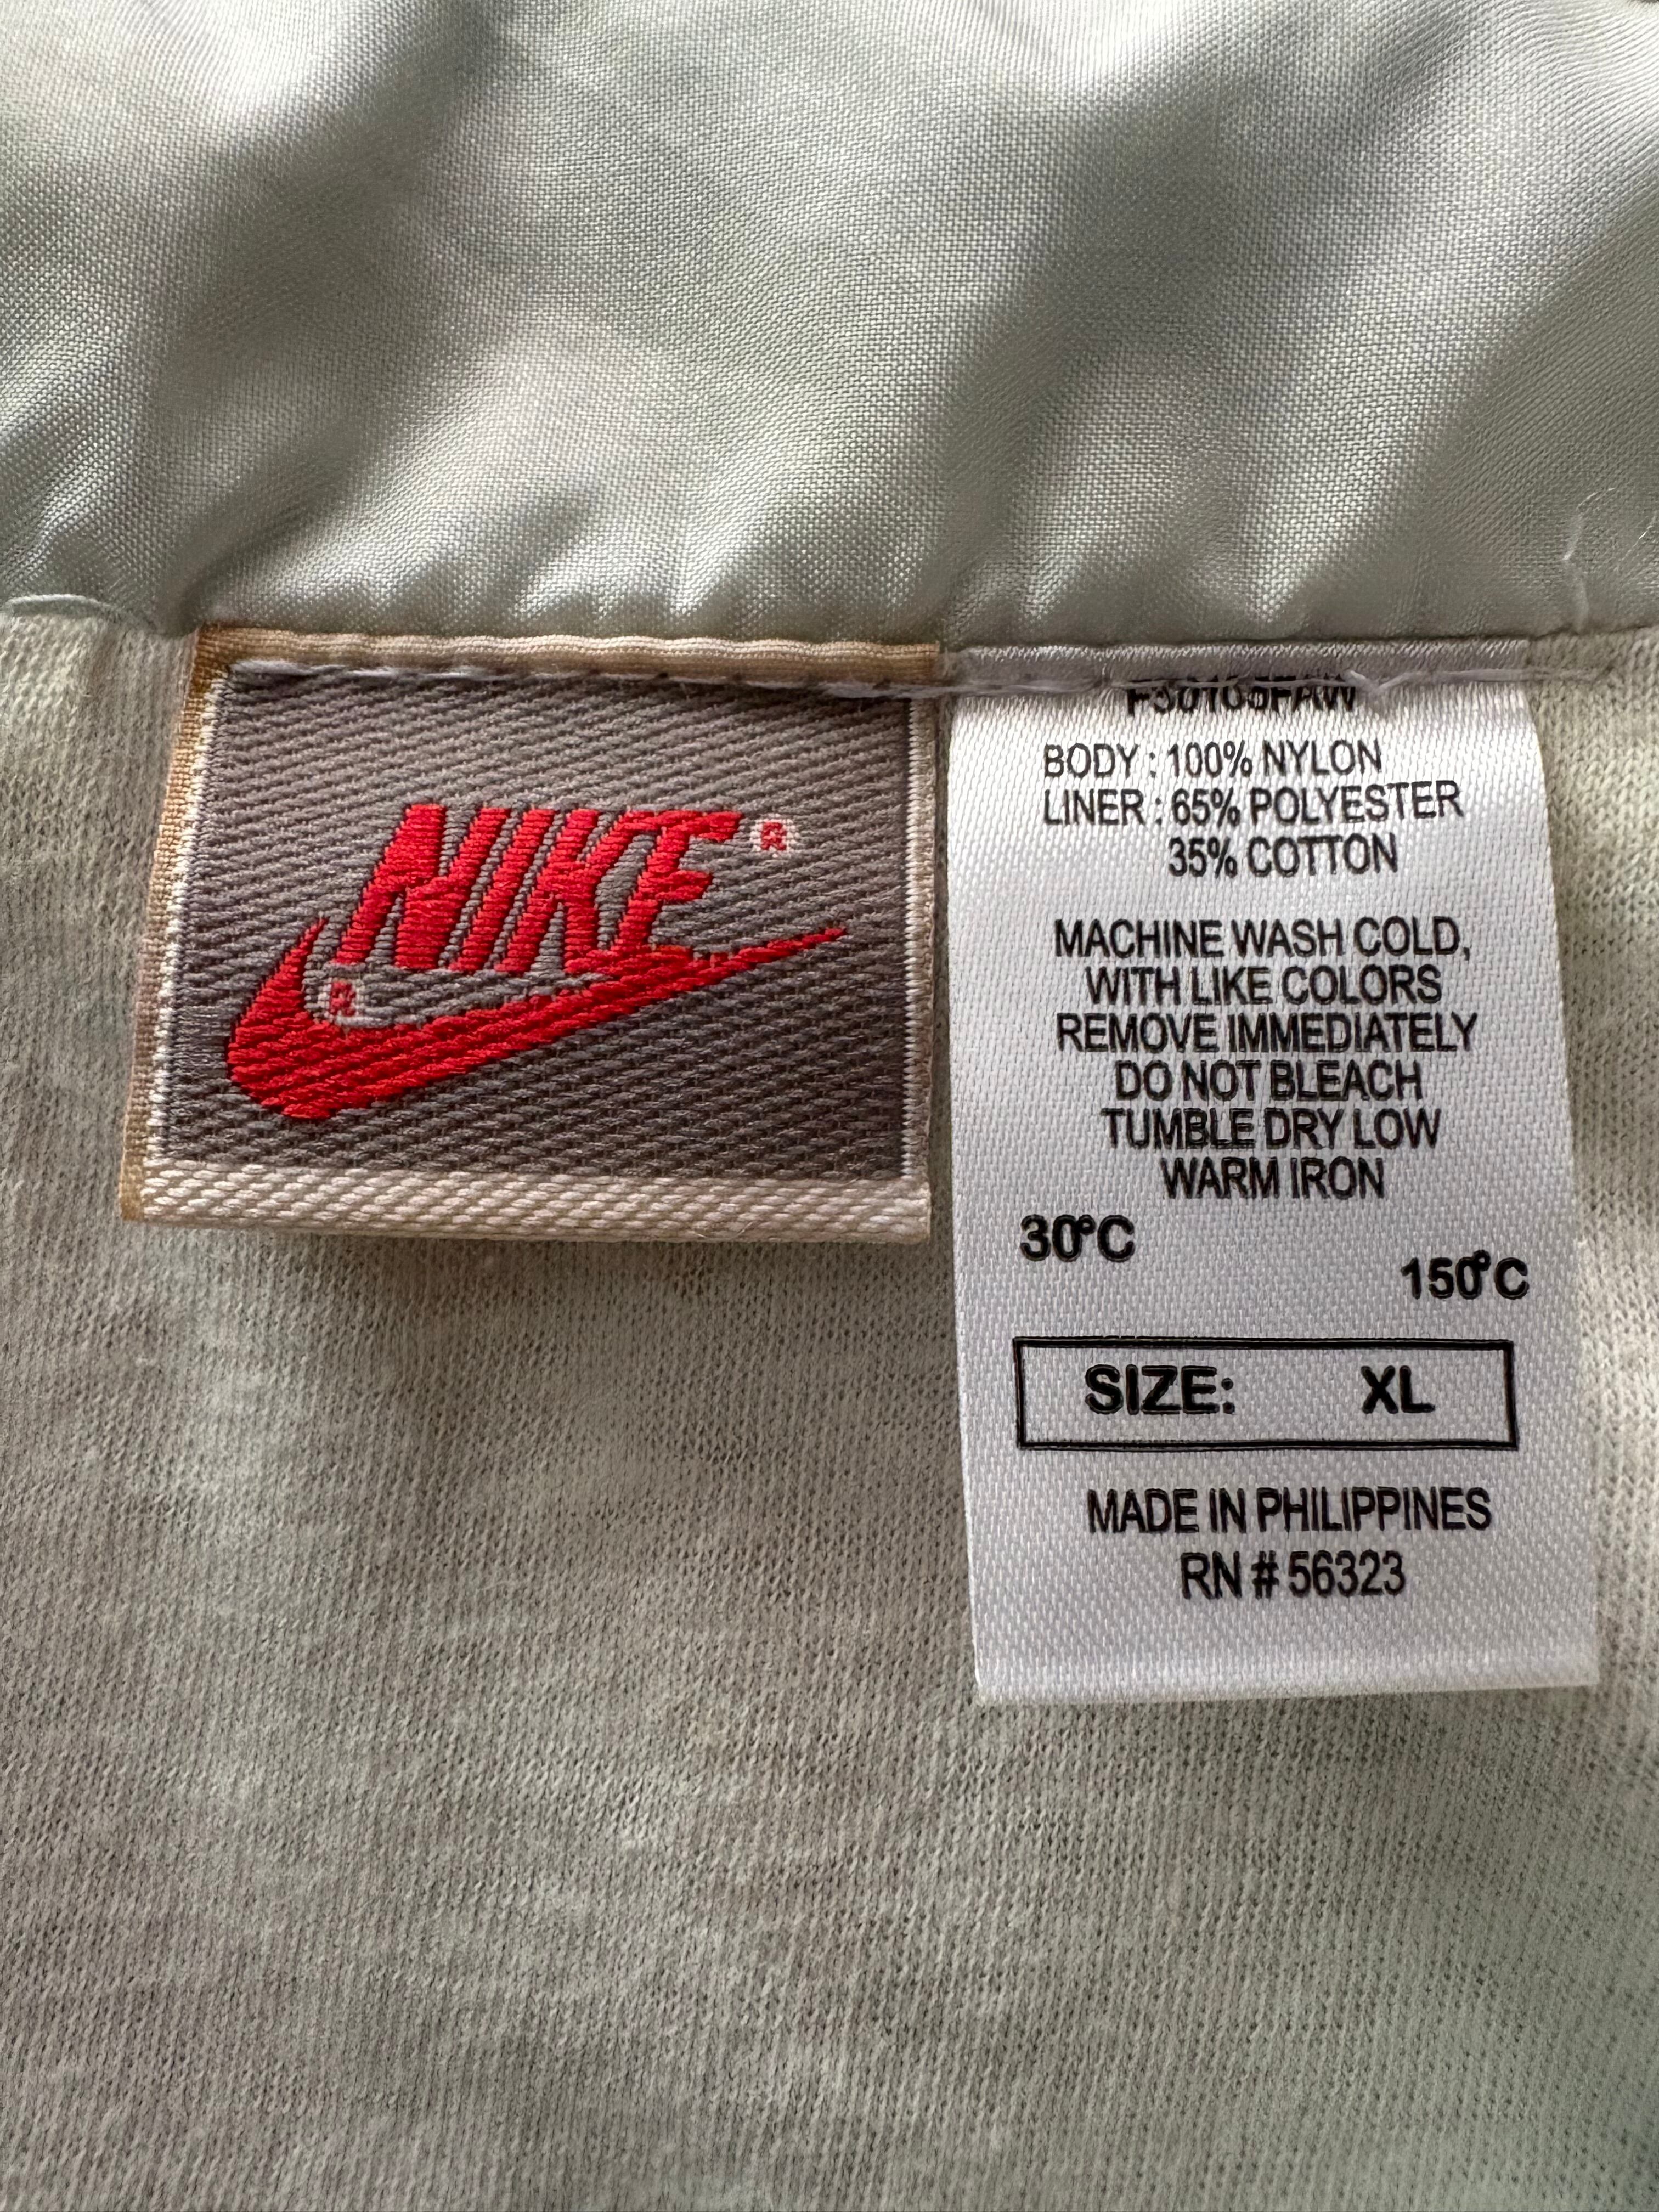 NIKE®
®
BODY : 100% NYLON
LINER : 65% POLYESTER
35% COTTON
MACHINE WASH COLD,
WITH LIKE COLORS
REMOVE IMMEDIATELY
DO NOT BLEACH
TUMBLE DRY LOW
WARM IRON
30°C
150°C
SIZE: XL
MADE IN PHILIPPINES
RN # 56323